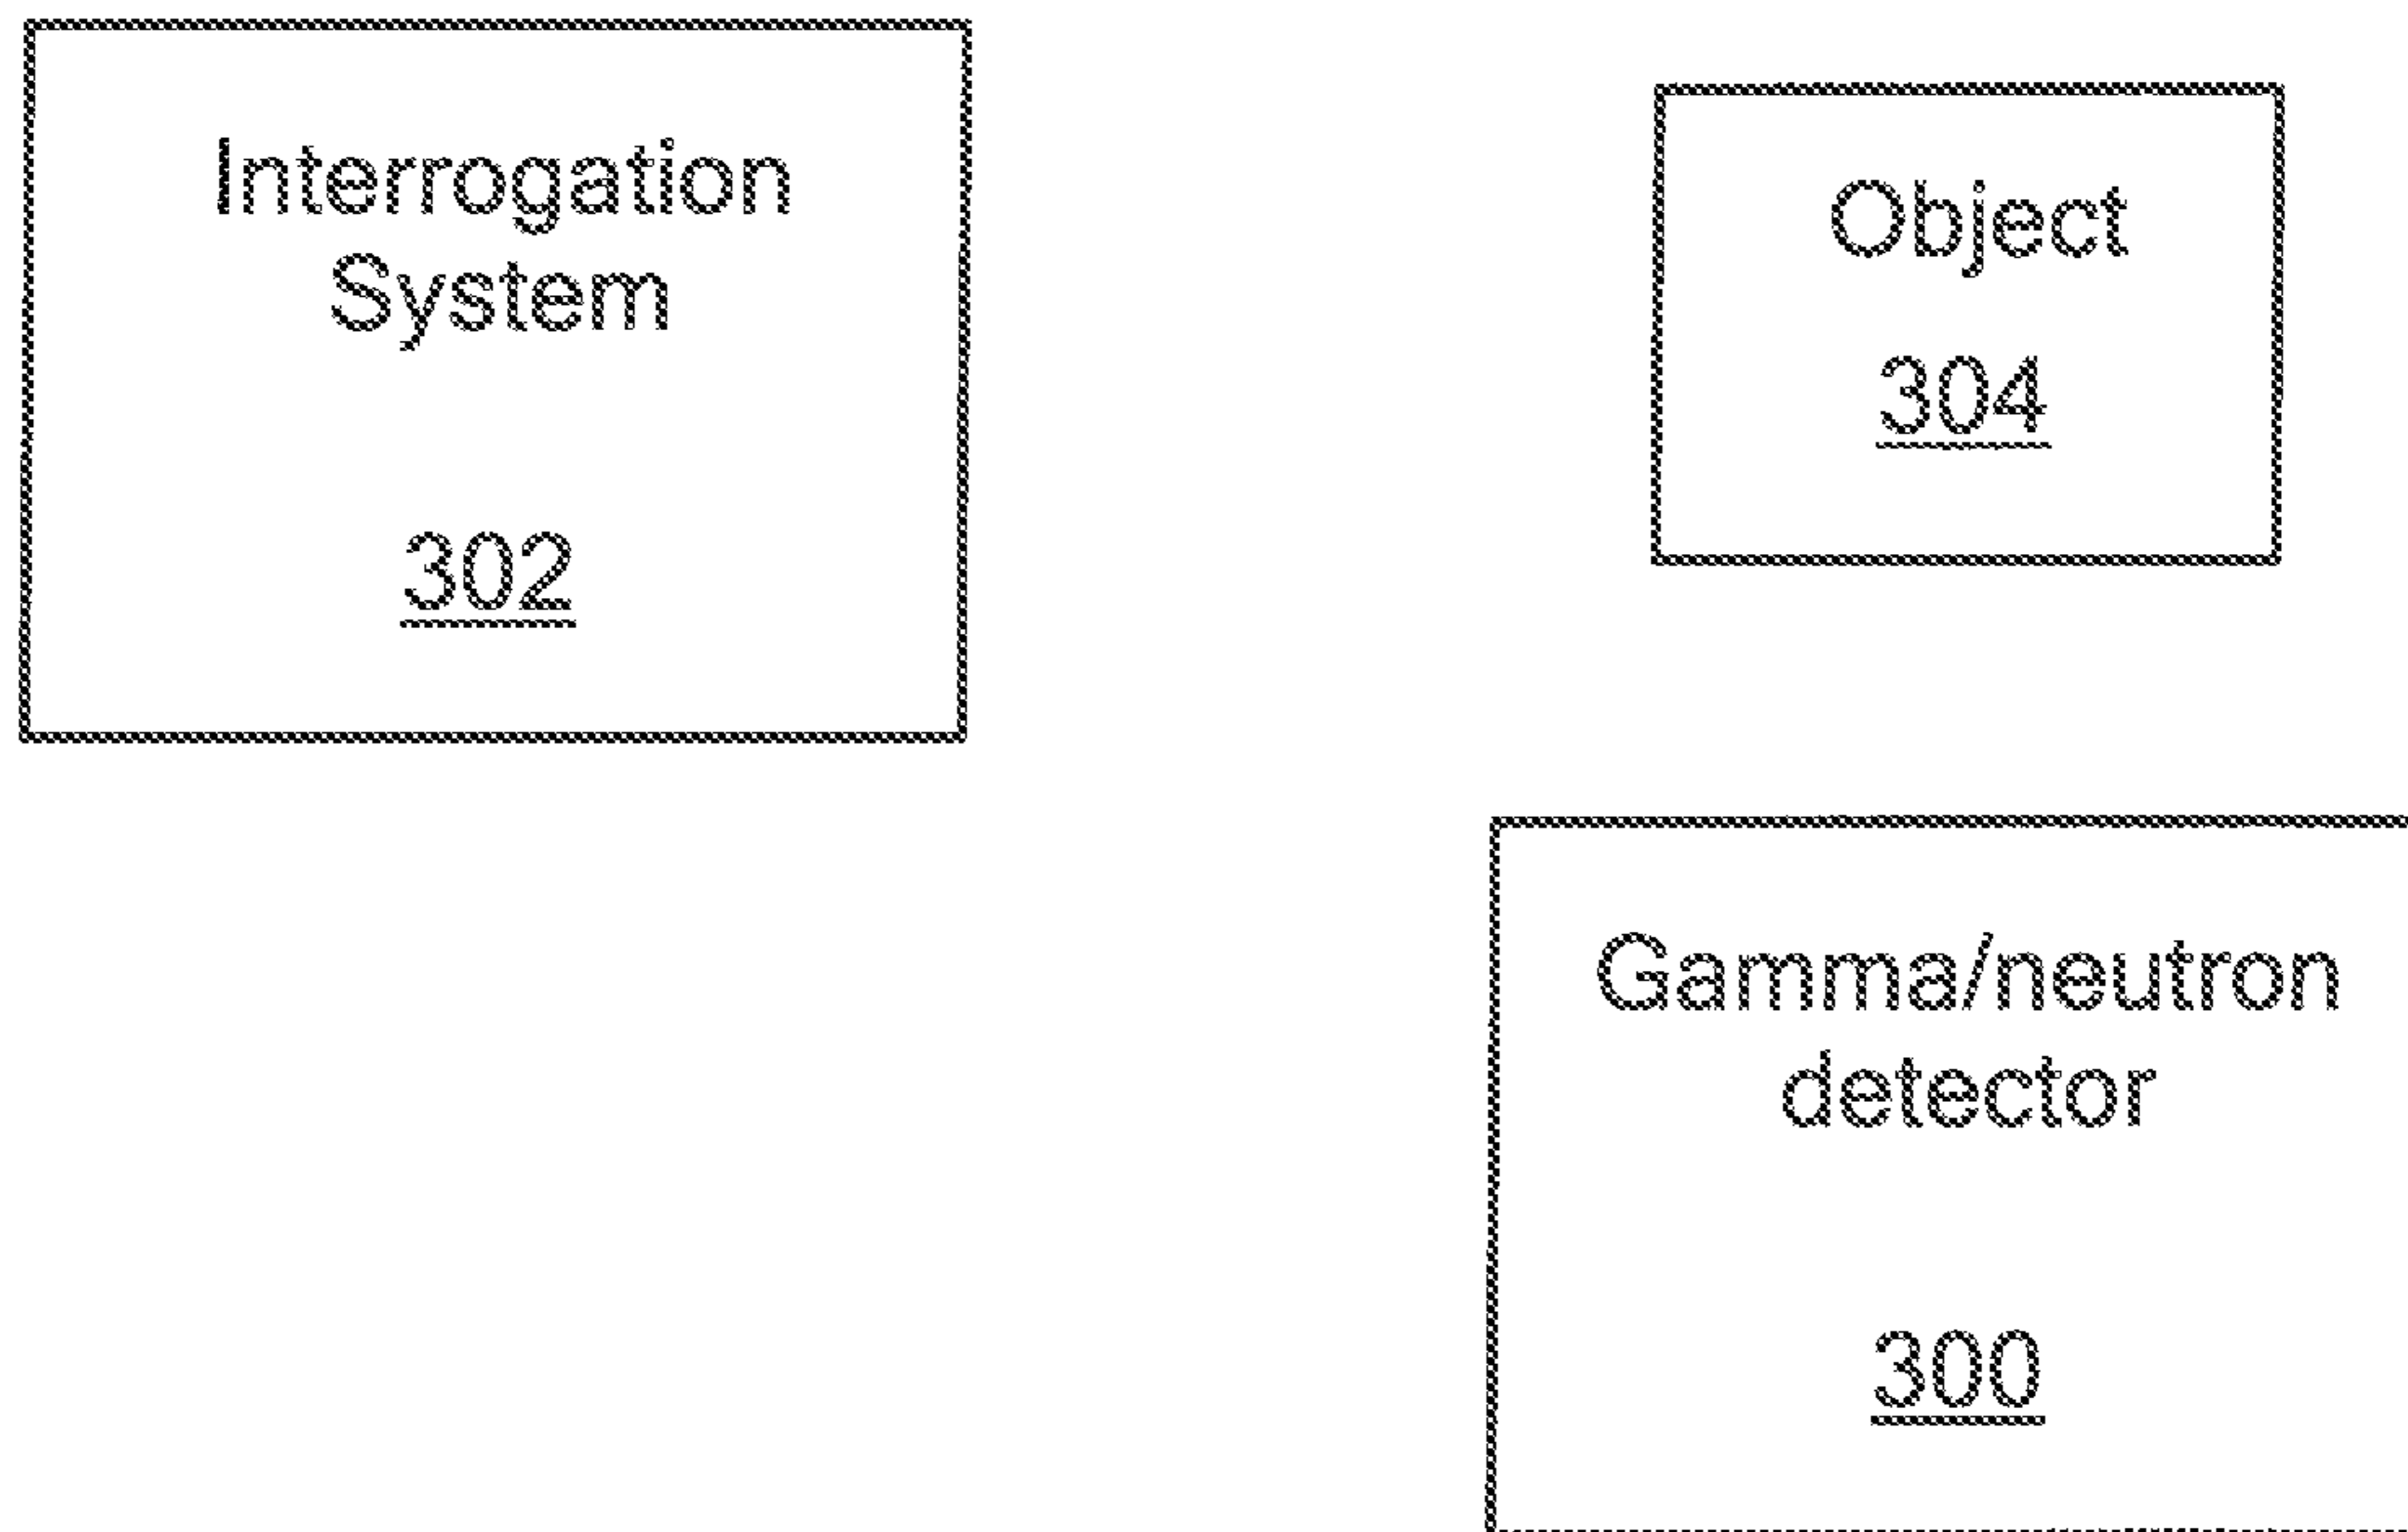 Interrogation
System
302
Object
304
Gamma/neutron
detector
300